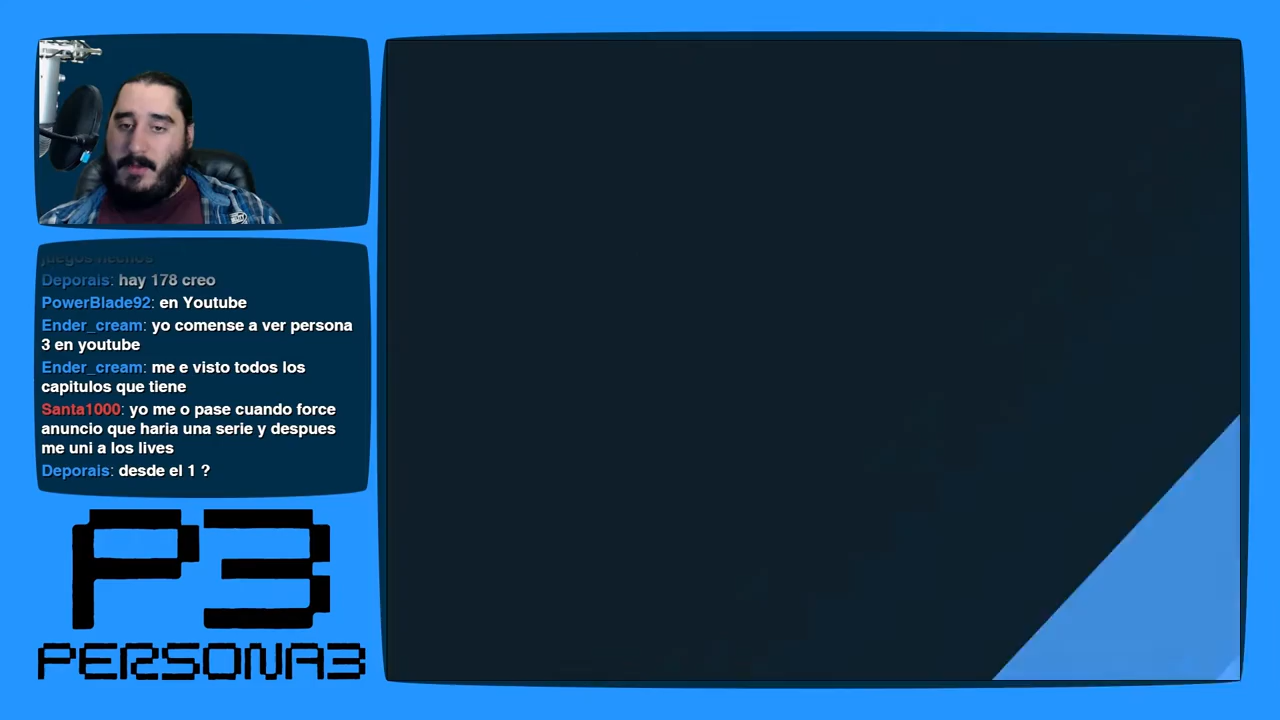 juegos hechos
Deporais: hay 178 creo
PowerBlade92: en Youtube
Ender_cream: yo comense a ver persona
3 en youtube
Ender_cream: me e visto todos los
capitulos que tiene
Santa1000: yo me o pase cuando force
anuncio que haria una serie y despues
me uni a los lives
Deporais: desde el 1 ?
P3
PERSONA3